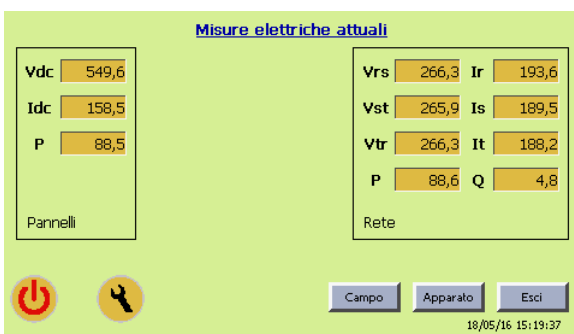 Misure elettriche attuali
Vdc 549,6
Idc 158,5
P 88,5
Pannelli
Vrs 266,3 Ir 193,6
Vst 265,9 Is 189,5
Vtr 266,3 It 188,2
P 88,6 Q 4,8
Rete
Campo Apparato Esci
18/05/16 15:19:37